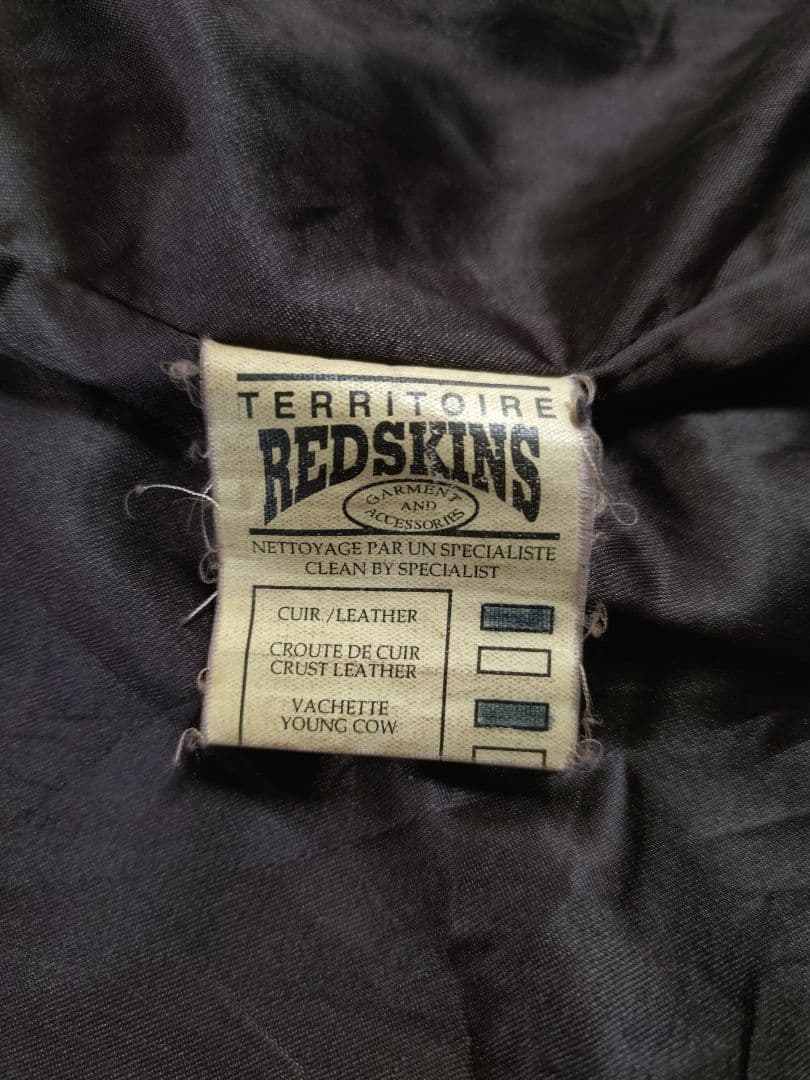 TERRITOIRE
REDSKINS
GARMENT
AND
ACCESSORIES
NETTOYAGE PAR UN SPECIALISTE
CLEAN BY SPECIALIST
CUIR./LEATHER
CROUTE DE CUIR
CRUST LEATHER
VACHETTE
YOUNG COW